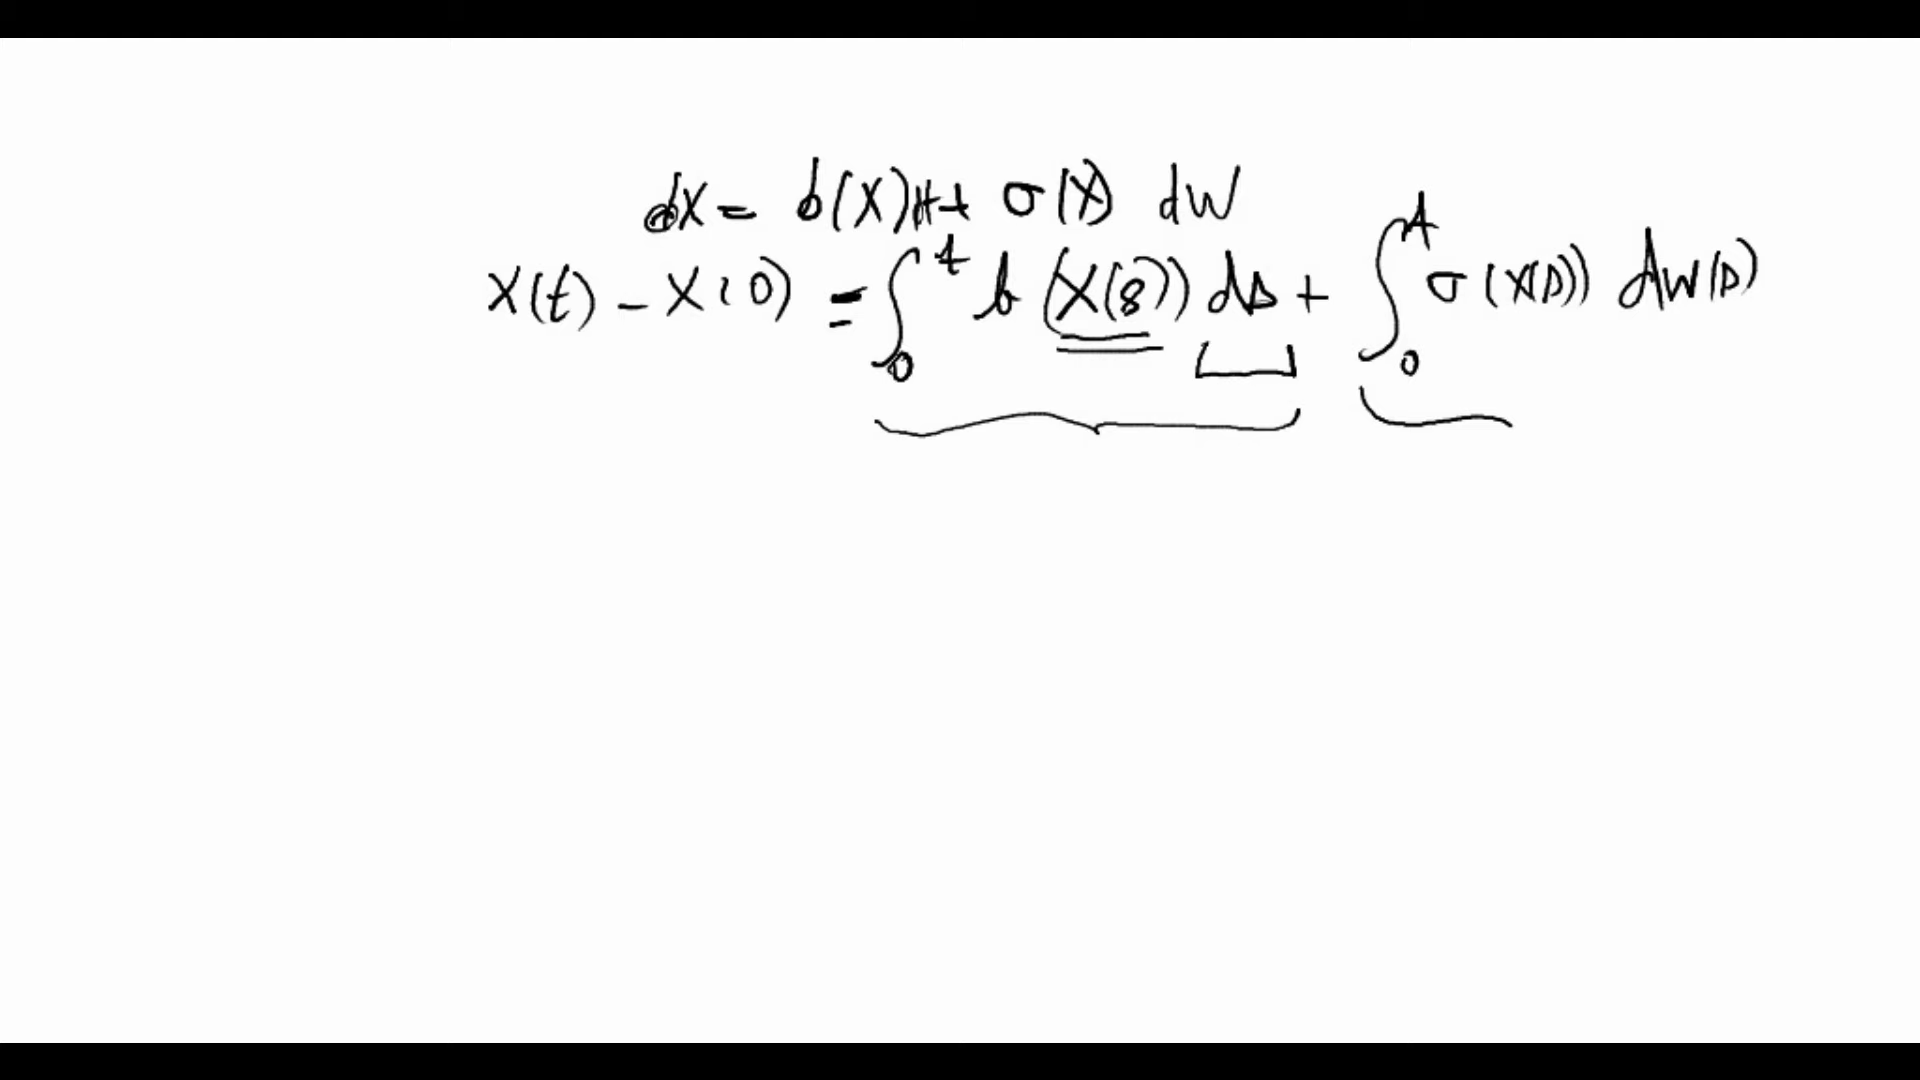 dX = b(X)dt + σ(X) dW
X(t) - X(0) = ∫₀ᵗ b(X(s)) ds + ∫₀ᵗ σ(X(s)) dW(s)